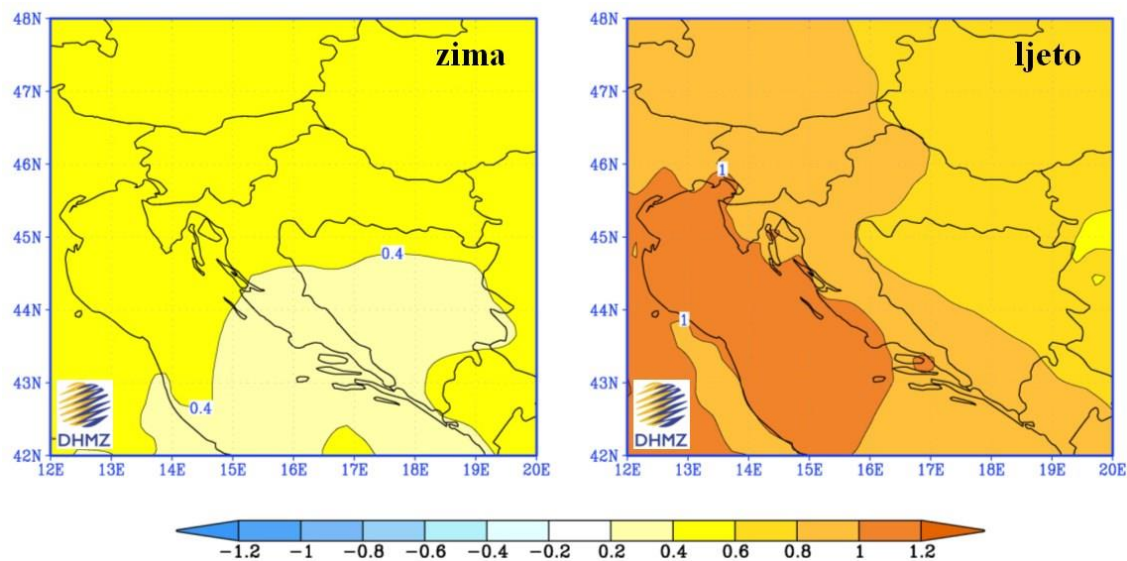 zima
48N
47N
46N
45N
44N
43N
42N
12E 13E 14E 15E 16E 17E 18E 19E 20E
0.4
0.4
DHMZ
ljeto
48N
47N
46N
45N
44N
43N
42N
12E 13E 14E 15E 16E 17E 18E 19E 20E
1
1
DHMZ
-1.2 -1 -0.8 -0.6 -0.4 -0.2 0.2 0.4 0.6 0.8 1 1.2